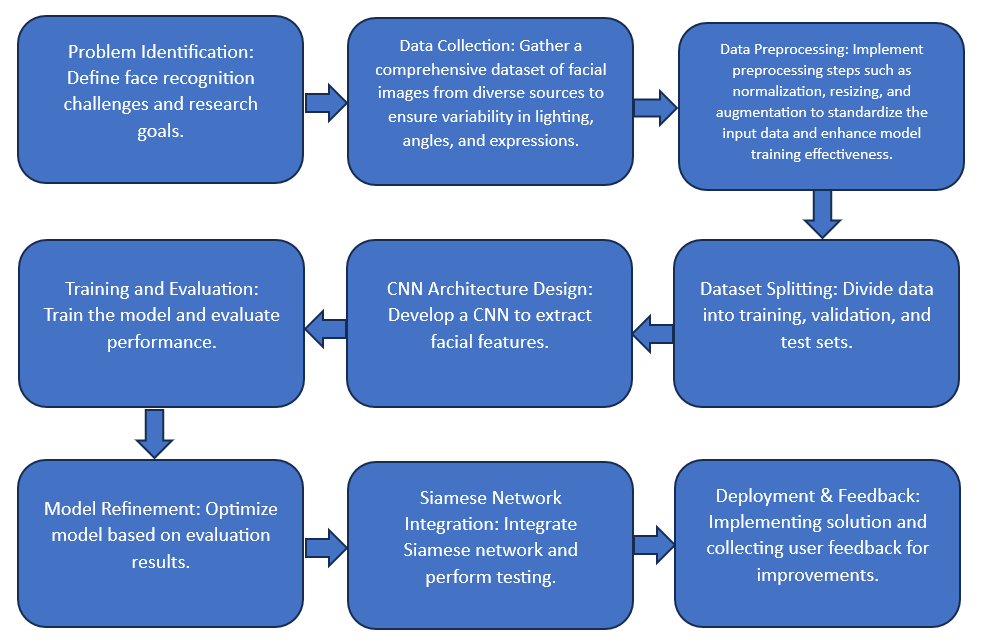 Problem Identification:
Define face recognition
challenges and research
goals.
Data Collection: Gather a
comprehensive dataset of facial
images from diverse sources to
ensure variability in lighting,
angles, and expressions.
Data Preprocessing: Implement
preprocessing steps such as
normalization, resizing, and
augmentation to standardize the
input data and enhance model
training effectiveness.
Dataset Splitting: Divide data
into training, validation, and
test sets.
CNN Architecture Design:
Develop a CNN to extract
facial features.
Training and Evaluation:
Train the model and evaluate
performance.
Model Refinement: Optimize
model based on evaluation
results.
Siamese Network
Integration: Integrate
Siamese network and
perform testing.
Deployment & Feedback:
Implementing solution and
collecting user feedback for
improvements.